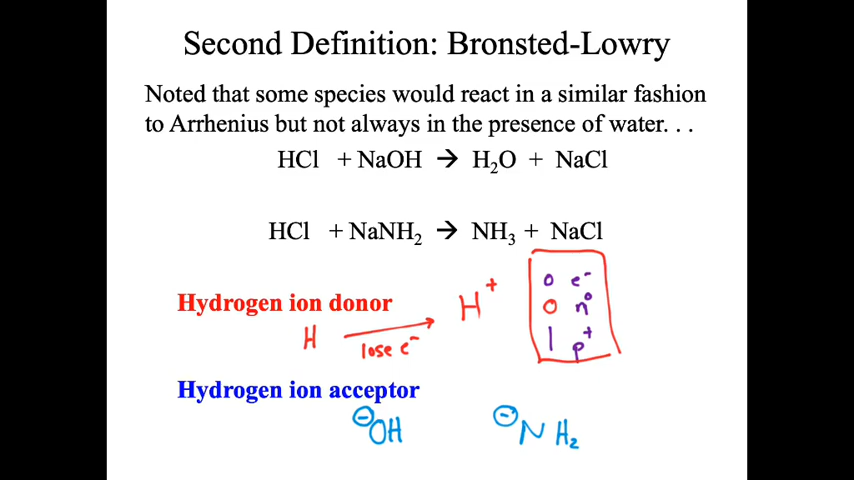 Second Definition: Bronsted-Lowry
Noted that some species would react in a similar fashion
to Arrhenius but not always in the presence of water. . .
HCl + NaOH → H₂O + NaCl
HCl + NaNH₂ → NH₃ + NaCl
Hydrogen ion donor
H lose e⁻ H⁺
0 e⁻
0 n⁰
1 p⁺
Hydrogen ion acceptor
⊖OH ⊖NH₂